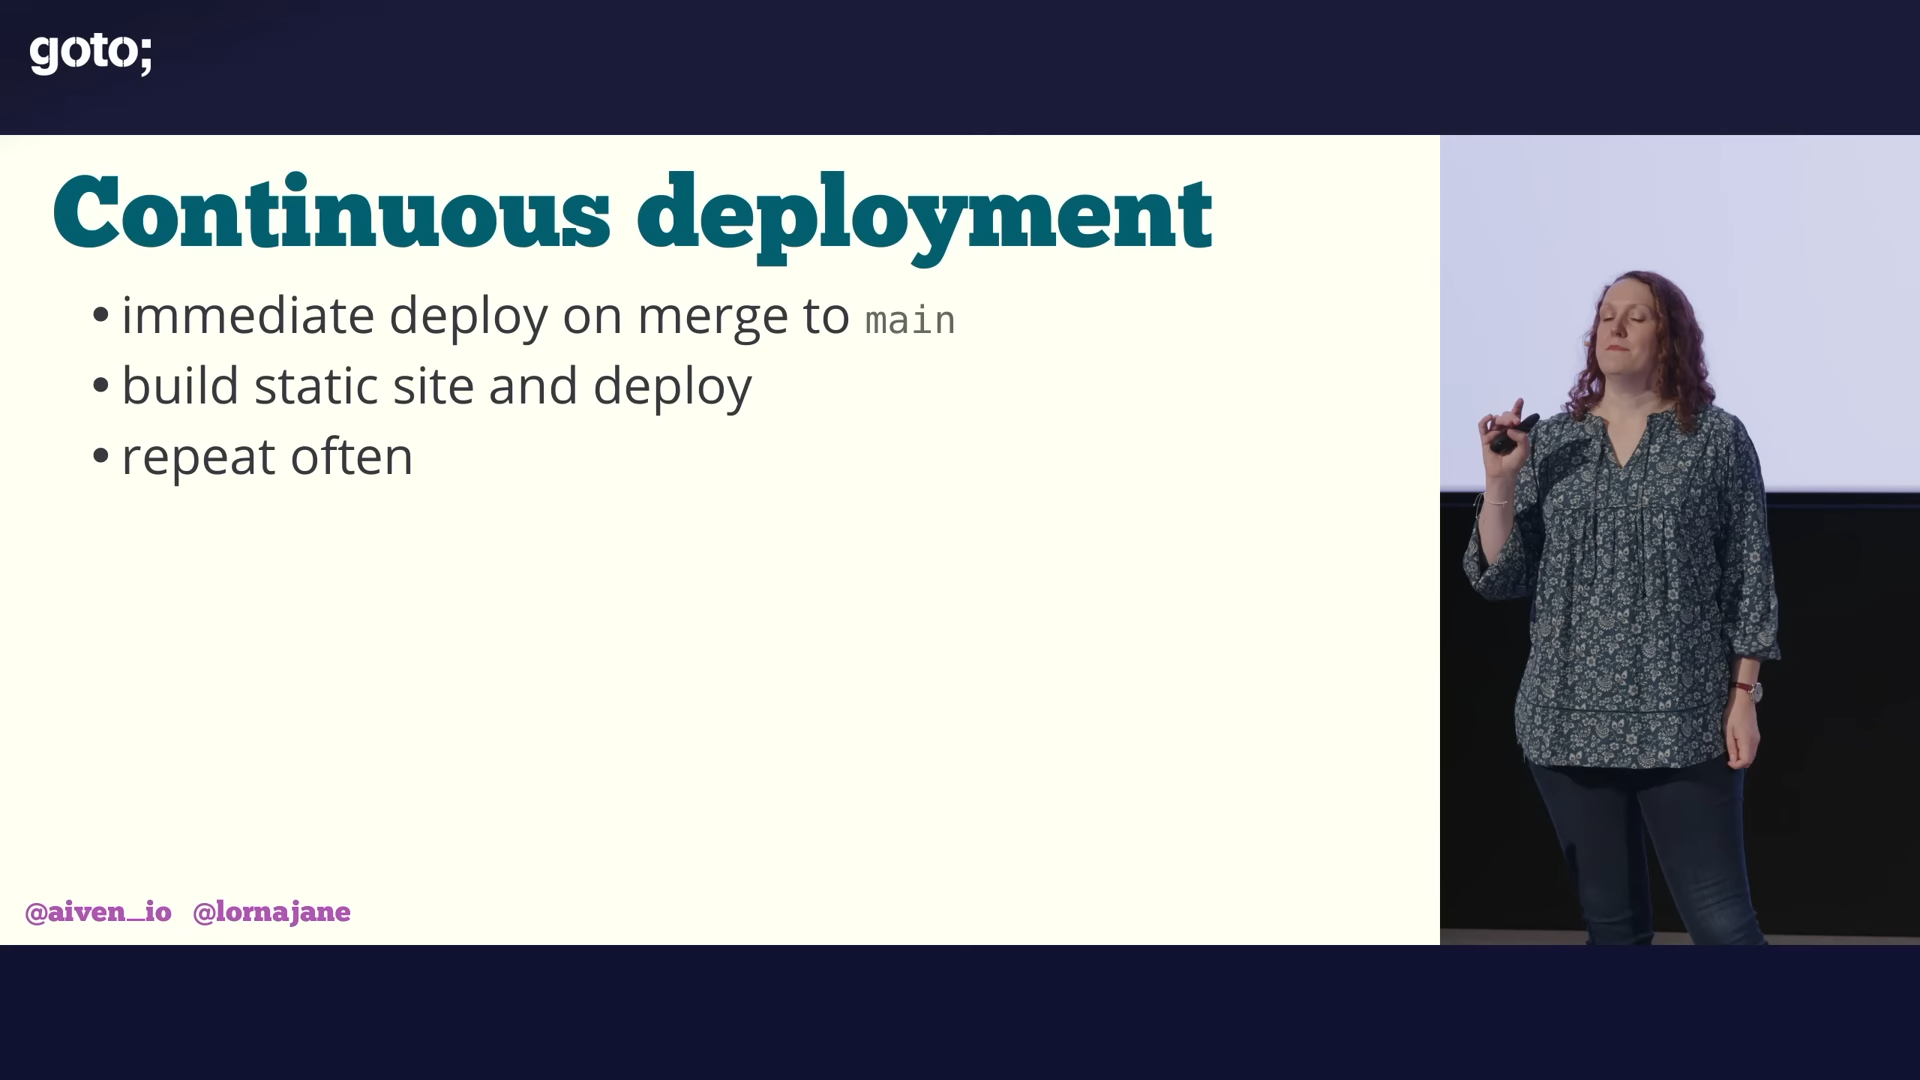 goto;
Continuous deployment
• immediate deploy on merge to main
• build static site and deploy
• repeat often
@aiven_io @lornajane